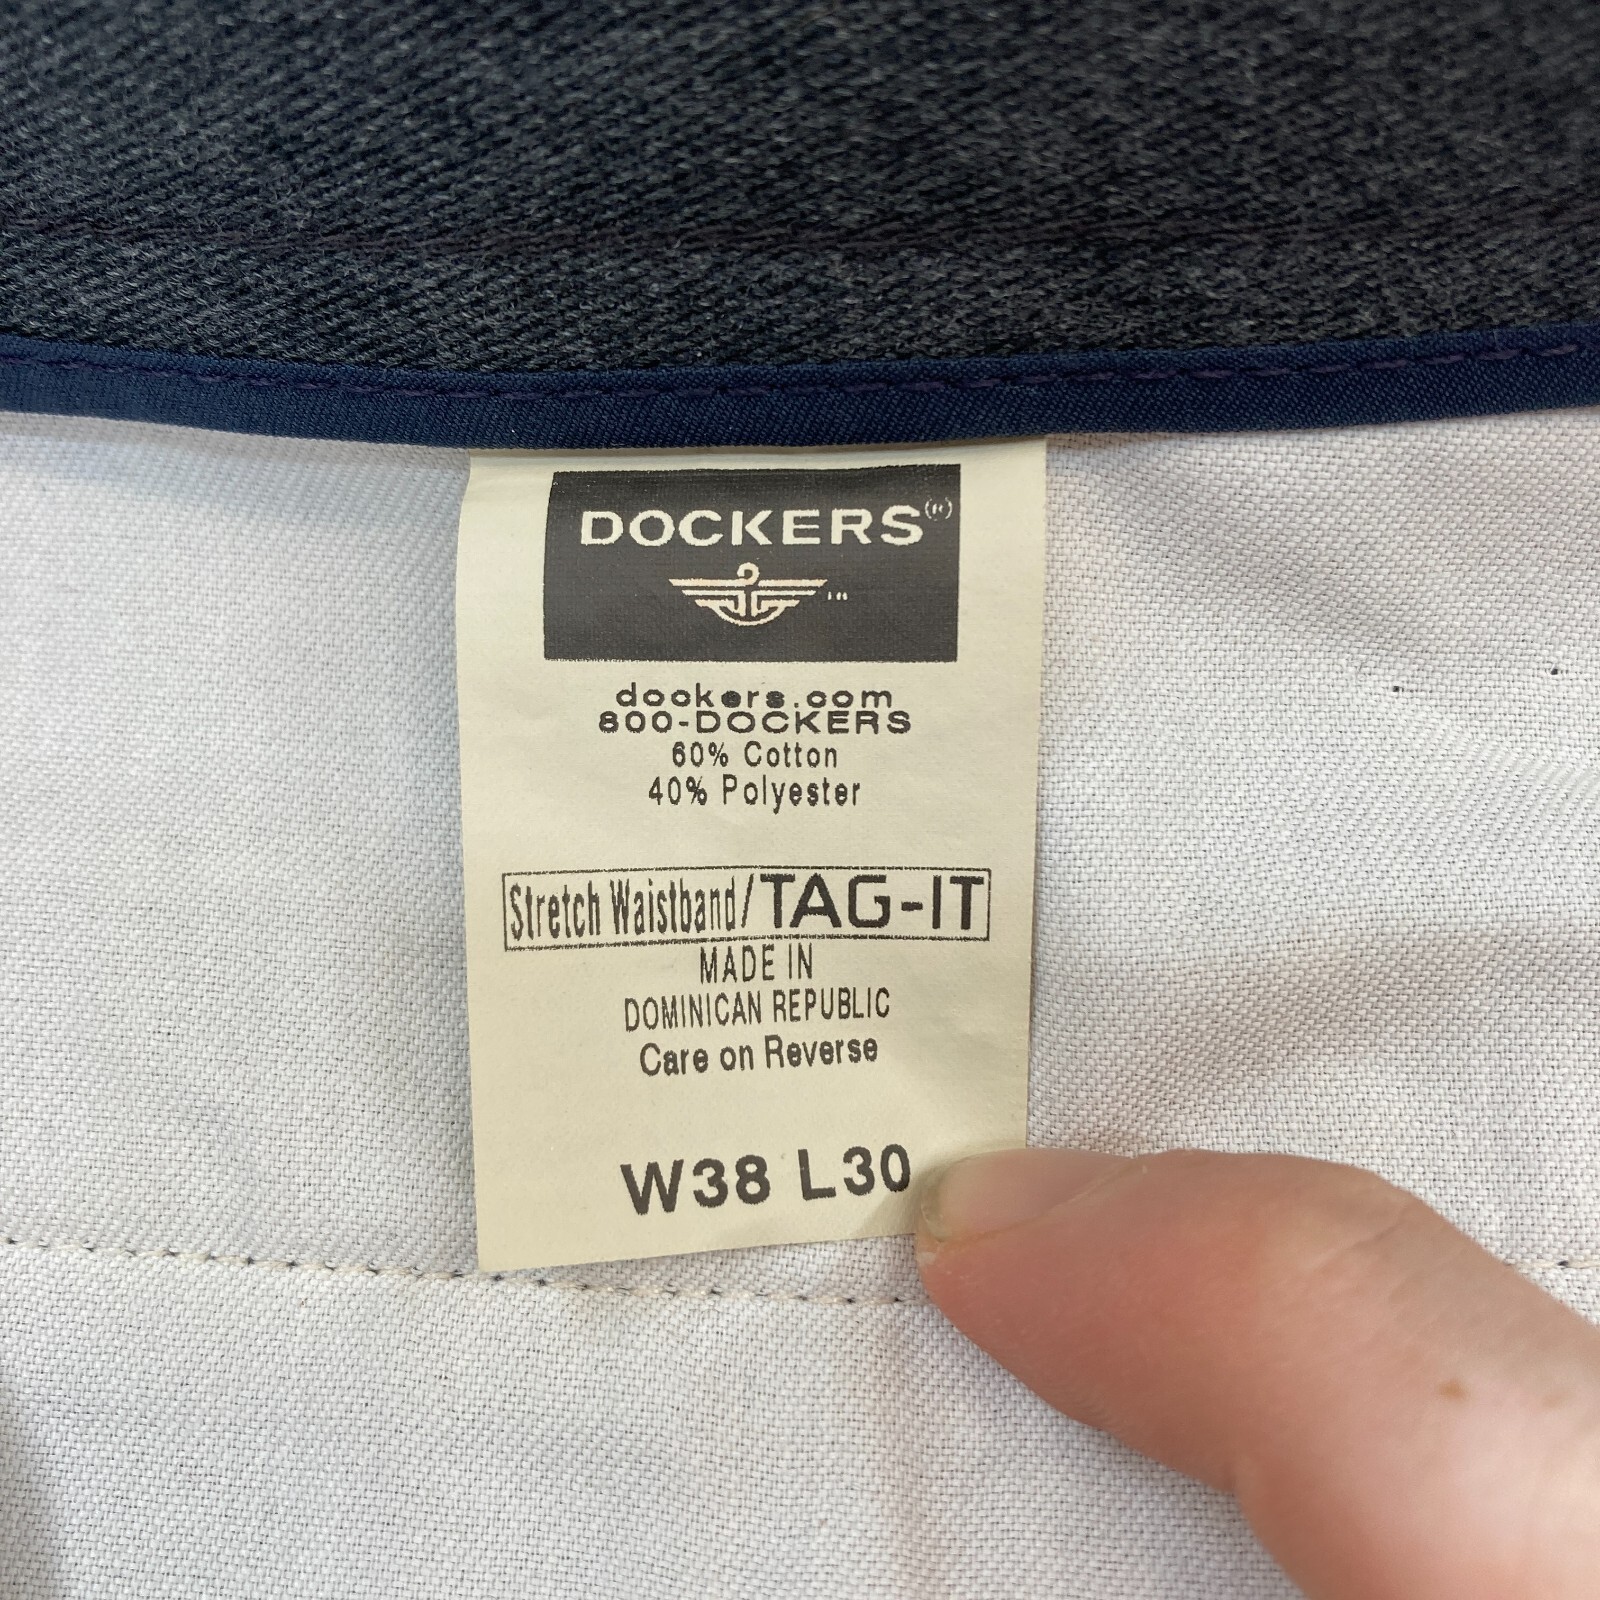 DOCKERS(R)
dockers.com
800-DOCKERS
60% Cotton
40% Polyester
Stretch Waistband/TAG-IT
MADE IN
DOMINICAN REPUBLIC
Care on Reverse
W38 L30